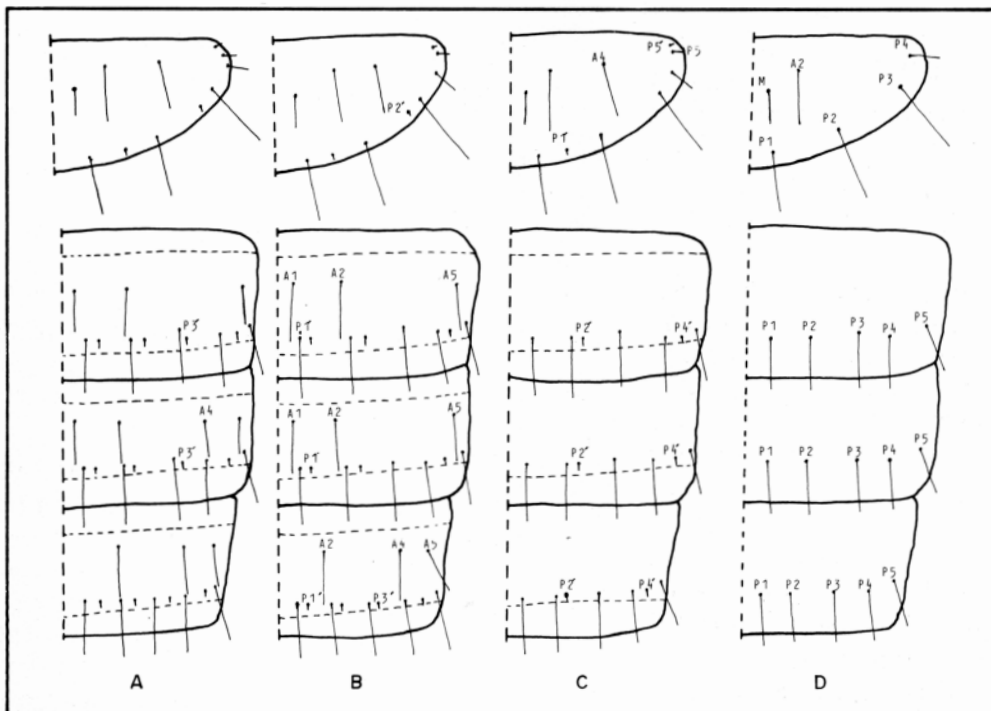 P5' P5
A4
P4
A2
M
P3
P2'
P1'
P2
P1
A1 A2 A5
P3'
P1'
P2' P4'
P1 P2 P3 P4 P5
A4
A1 A2 A5
P3'
P1'
P2' P4'
P1 P2 P3 P4 P5
A2 A4 A5
P1' P3'
P2' P4'
P1 P2 P3 P4 P5
A B C D